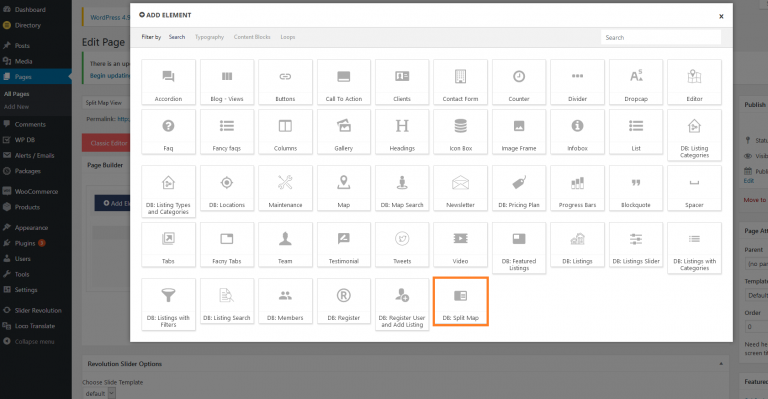 Dashboard
Directory
Posts
Media
Pages
All Pages
Add New
Comments
WP DB
Alerts / Emails
Packages
WooCommerce
Products
Appearance
Plugins
Users
Tools
Settings
Slider Revolution
Loco Translate
Collapse menu
WordPress 4.9
Edit Page
There is an up
Begin updating
Split Map View
Permalink: http:
Classic Editor
Page Builder
Add Ele
ADD ELEMENT
x
Filter by Search Typography Content Blocks Loops
Search
Accordion Blog - Views Buttons Call To Action Clients Contact Form Counter Divider Dropcap Editor
Faq Fancy faqs Columns Gallery Headings Icon Box Image Frame Infobox List DB: Listing
Categories
DB: Listing Types DB: Locations Maintenance Map DB: Map Search Newsletter DB: Pricing Plan Progress Bars Blockquote Spacer
and Categories
Tabs Facny Tabs Team Testimonial Tweets Video DB: Featured DB: Listings DB: Listings Slider DB: Listings with
Listings Categories
DB: Listings with DB: Listing Search DB: Members DB: Register DB: Register User DB: Split Map
Filters and Add Listing
Revolution Slider Options
Choose Slide Template
default
Publish
Statu
Visibi
Publi
Edit
Move to
Page Att
Parent
(no par
Template
Default
Order
0
Need he
screen tit
Featured